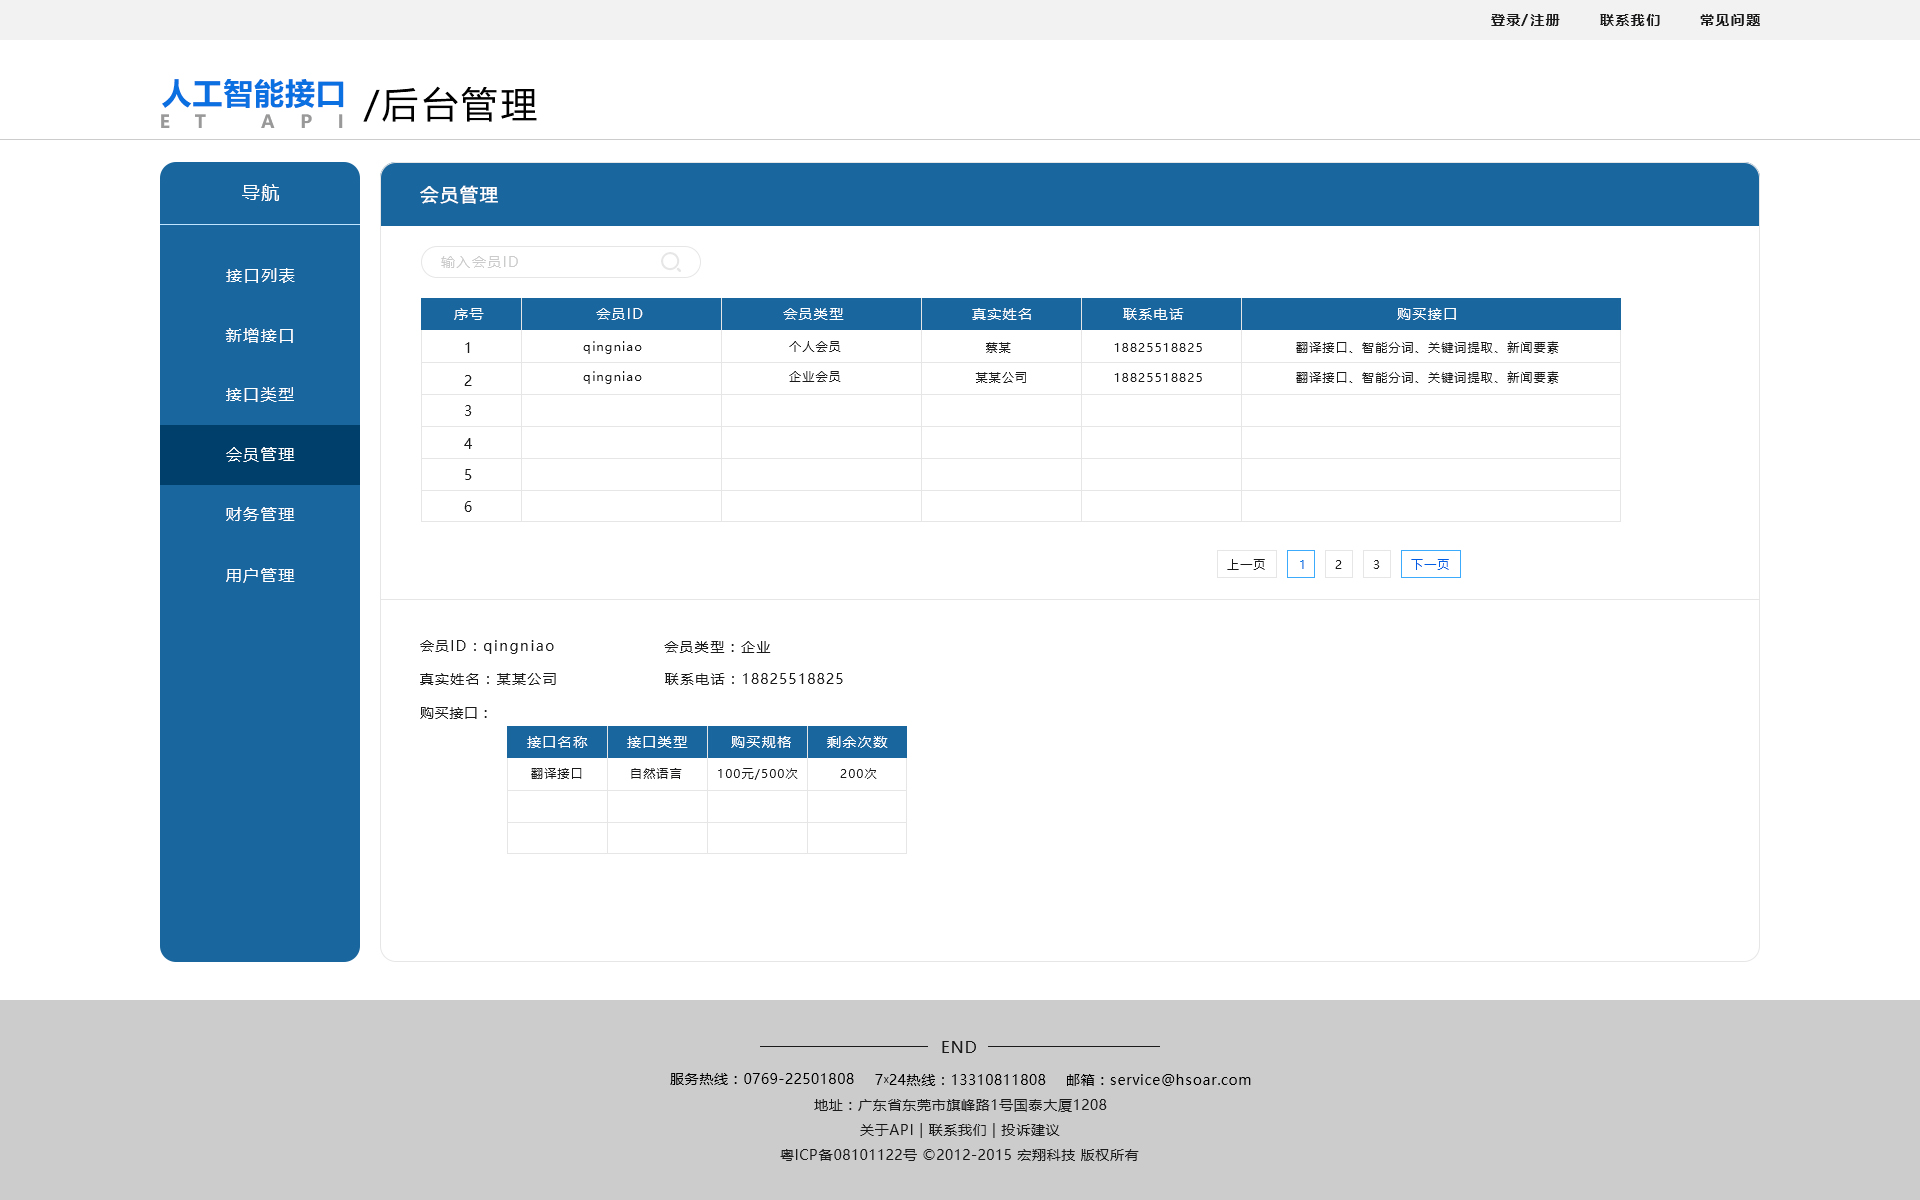 登录/注册 联系我们 常见问题
人工智能接口 /后台管理
ET API
导航
接口列表
新增接口
接口类型
会员管理
财务管理
用户管理
会员管理
输入会员ID
序号 会员ID 会员类型 真实姓名 联系电话 购买接口
1 qingniao 个人会员 蔡某 18825518825 翻译接口、智能分词、关键词提取、新闻要素
2 qingniao 企业会员 某某公司 18825518825 翻译接口、智能分词、关键词提取、新闻要素
3
4
5
6
上一页 1 2 3 下一页
会员ID：qingniao 会员类型：企业
真实姓名：某某公司 联系电话：18825518825
购买接口：
接口名称 接口类型 购买规格 剩余次数
翻译接口 自然语言 100元/500次 200次
END
服务热线：0769-22501808 7x24热线：13310811808 邮箱：service@hsoar.com
地址：广东省东莞市旗峰路1号国泰大厦1208
关于API | 联系我们 | 投诉建议
粤ICP备08101122号 ©2012-2015 宏翔科技 版权所有